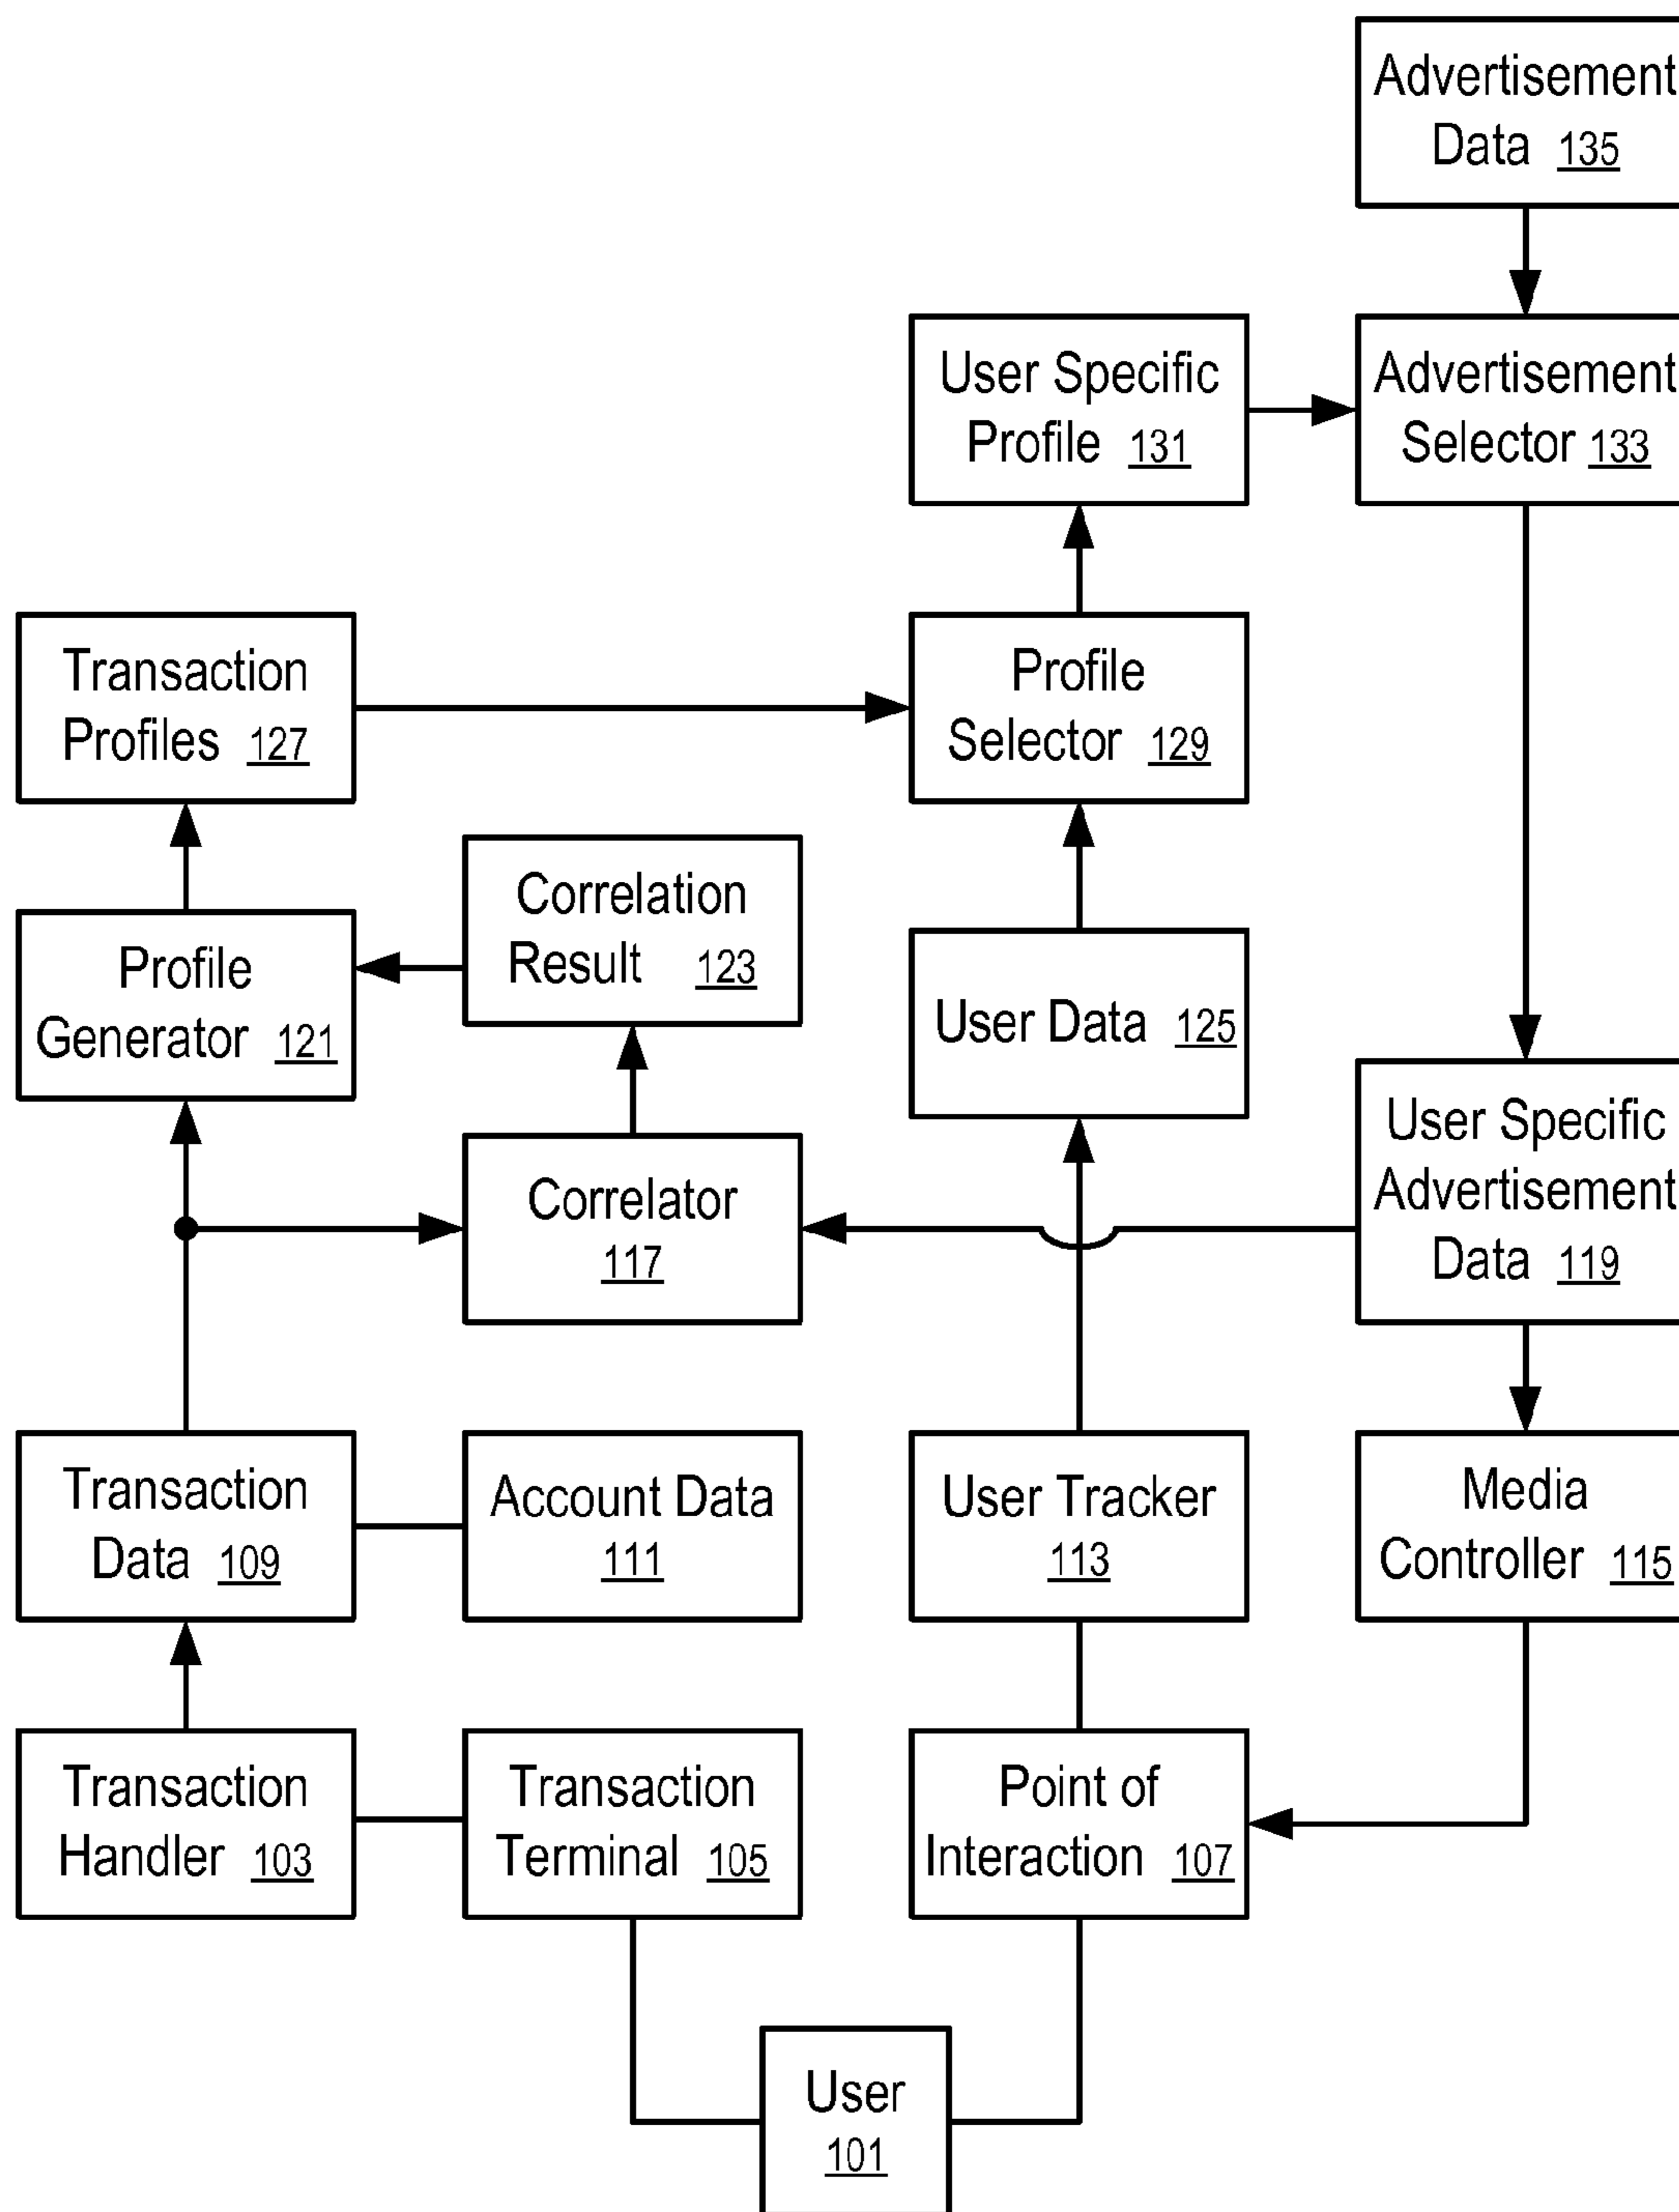 Advertisement
Data 135
User Specific
Profile 131
Advertisement
Selector 133
Transaction
Profiles 127
Profile
Selector 129
Correlation
Result 123
Profile
Generator 121
User Data 125
User Specific
Advertisement
Data 119
Correlator
117
Transaction
Data 109
Account Data
111
User Tracker
113
Media
Controller 115
Transaction
Handler 103
Transaction
Terminal 105
Point of
Interaction 107
User
101